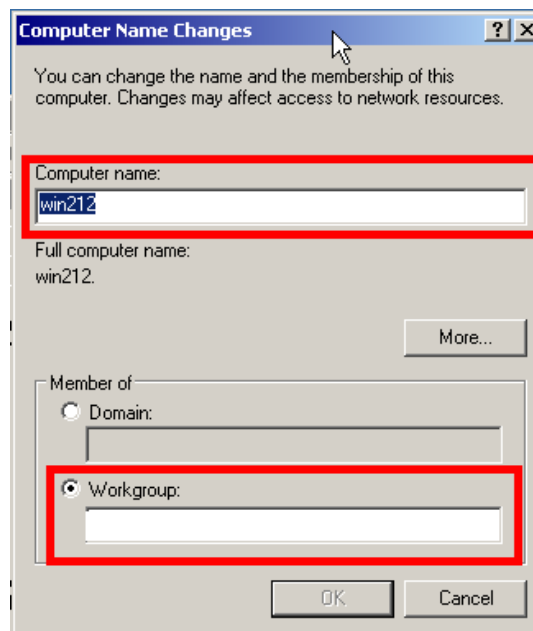 Computer Name Changes
You can change the name and the membership of this
computer. Changes may affect access to network resources.
Computer name:
win212
Full computer name:
win212.
More...
Member of
Domain:
Workgroup:
OK
Cancel